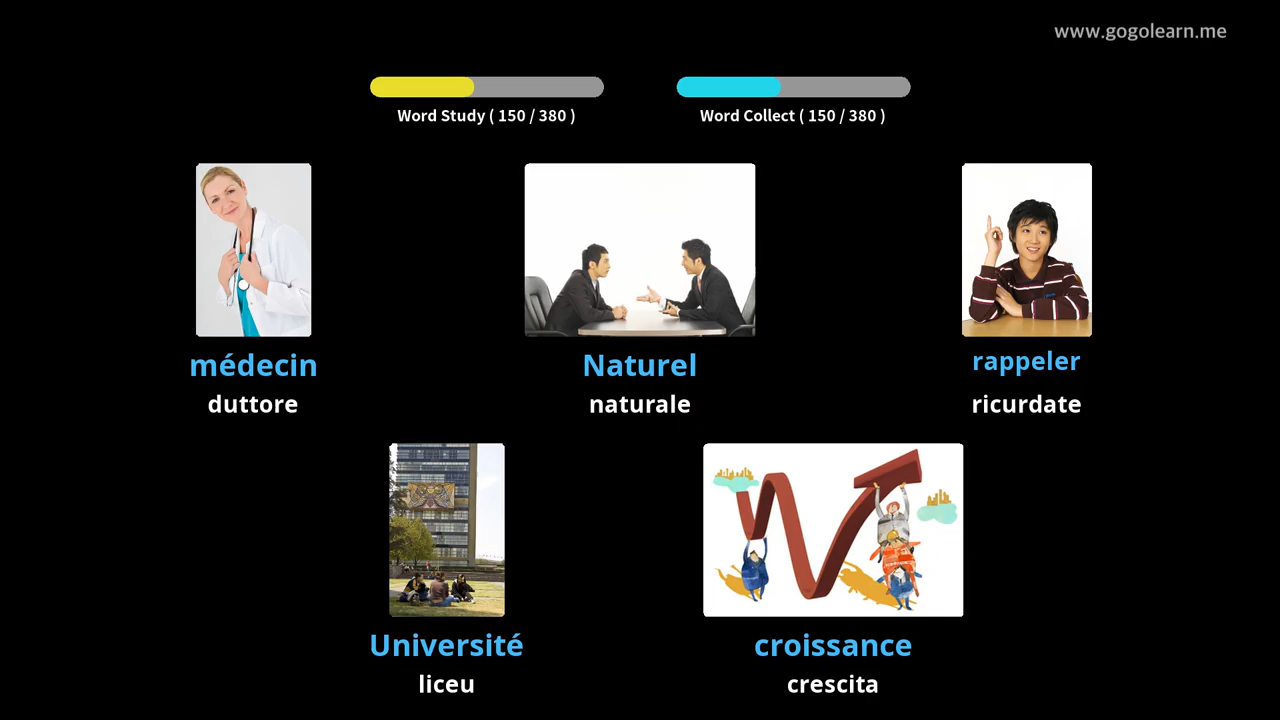 www.gogolearn.me
Word Study ( 150 / 380 )
Word Collect ( 150 / 380 )
médecin
duttore
Naturel
naturale
rappeler
ricurdate
Université
liceu
croissance
crescita